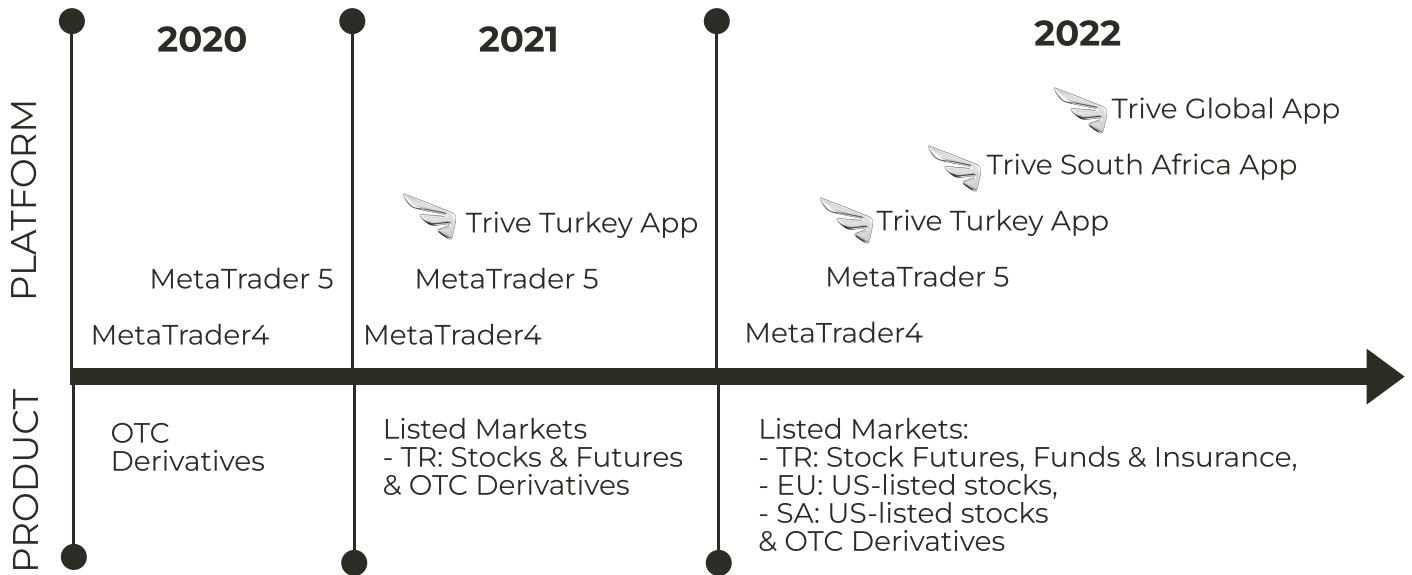 2020
2021
2022
PLATFORM
Trive Global App
Trive South Africa App
Trive Turkey App
Trive Turkey App
MetaTrader 5
MetaTrader 5
MetaTrader 5
MetaTrader4
MetaTrader4
MetaTrader4
PRODUCT
OTC
Derivatives
Listed Markets
- TR: Stocks & Futures
& OTC Derivatives
Listed Markets:
- TR: Stock Futures, Funds & Insurance,
- EU: US-listed stocks,
- SA: US-listed stocks
& OTC Derivatives